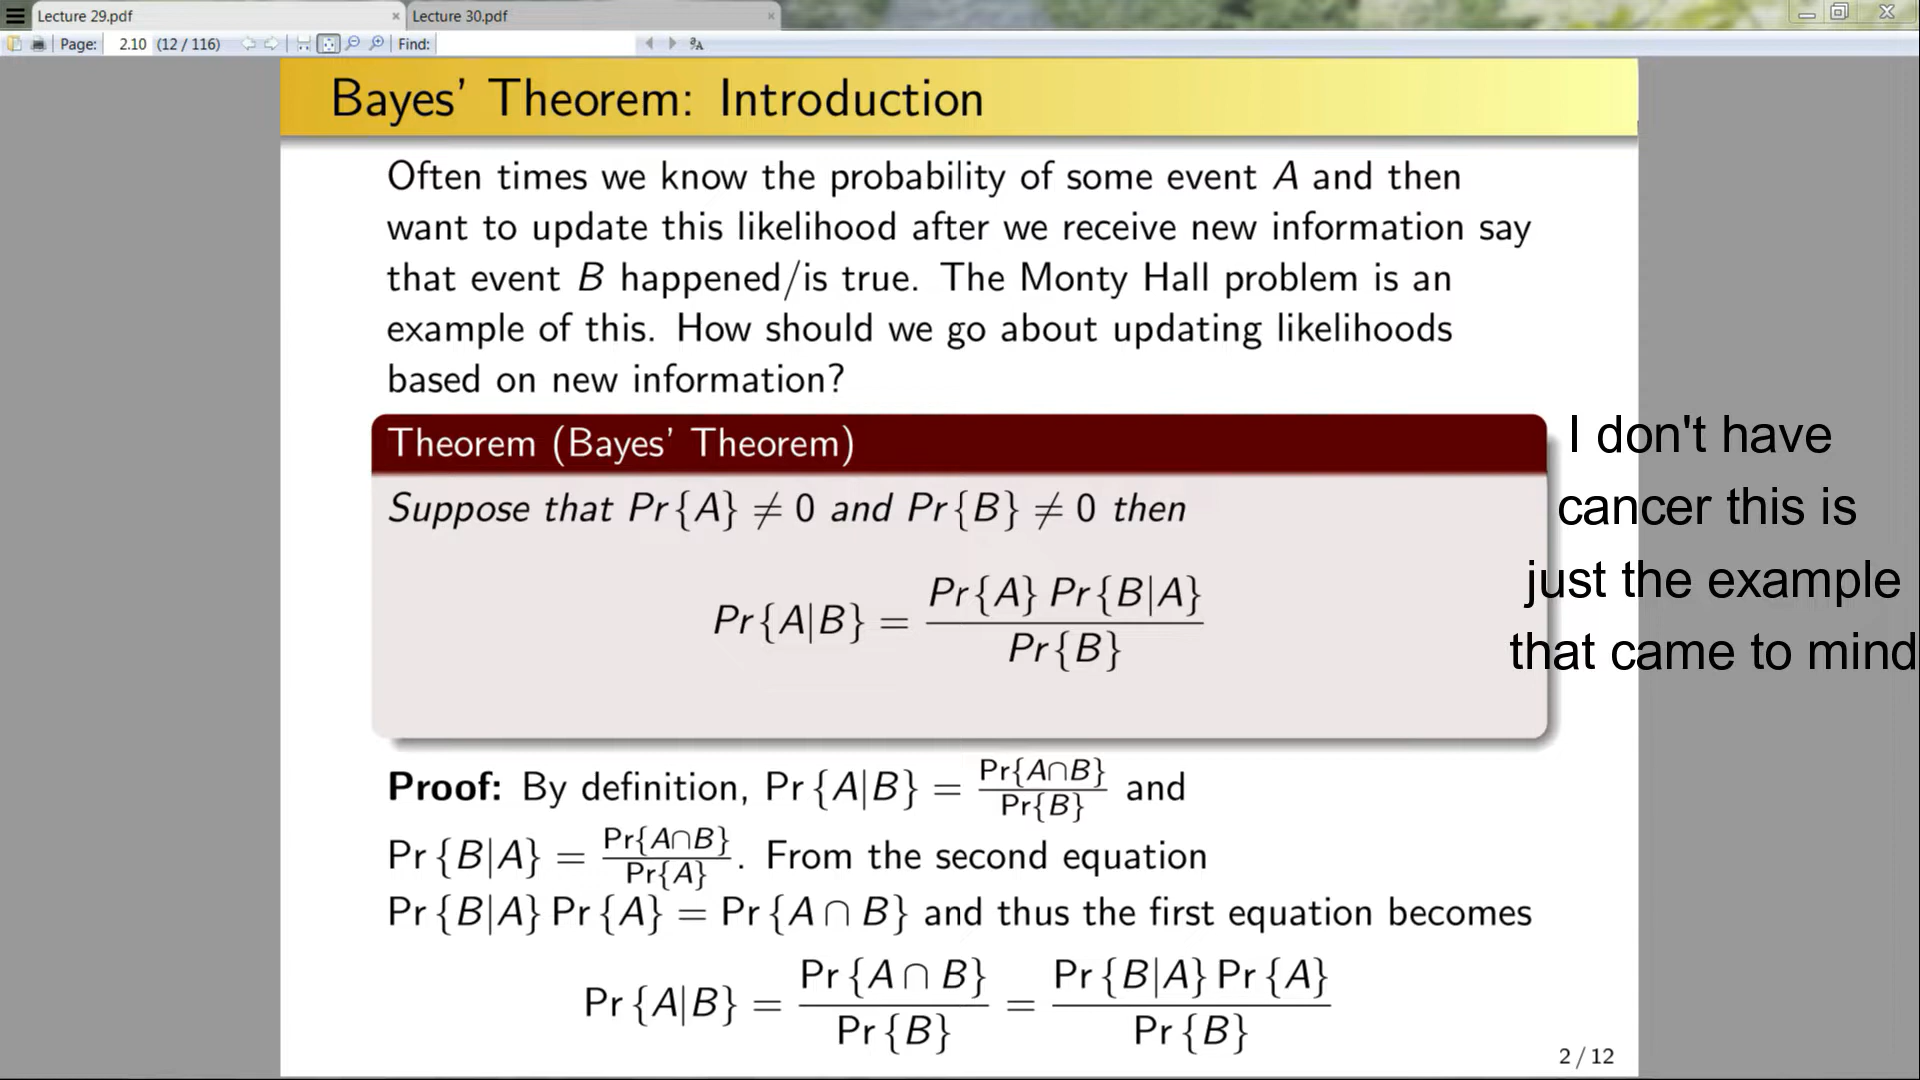 Lecture 29.pdf
Lecture 30.pdf
Page: 2.10 (12 / 116) Find:
Bayes' Theorem: Introduction
Often times we know the probability of some event A and then
want to update this likelihood after we receive new information say
that event B happened/is true. The Monty Hall problem is an
example of this. How should we go about updating likelihoods
based on new information?
Theorem (Bayes' Theorem)
Suppose that Pr{A} ≠ 0 and Pr{B} ≠ 0 then
Pr{A|B} = Pr{A} Pr{B|A} / Pr{B}
I don't have
cancer this is
just the example
that came to mind
Proof: By definition, Pr{A|B} = Pr{A∩B} / Pr{B} and
Pr{B|A} = Pr{A∩B} / Pr{A}. From the second equation
Pr{B|A} Pr{A} = Pr{A ∩ B} and thus the first equation becomes
Pr{A|B} = Pr{A ∩ B} / Pr{B} = Pr{B|A} Pr{A} / Pr{B}
2 / 12